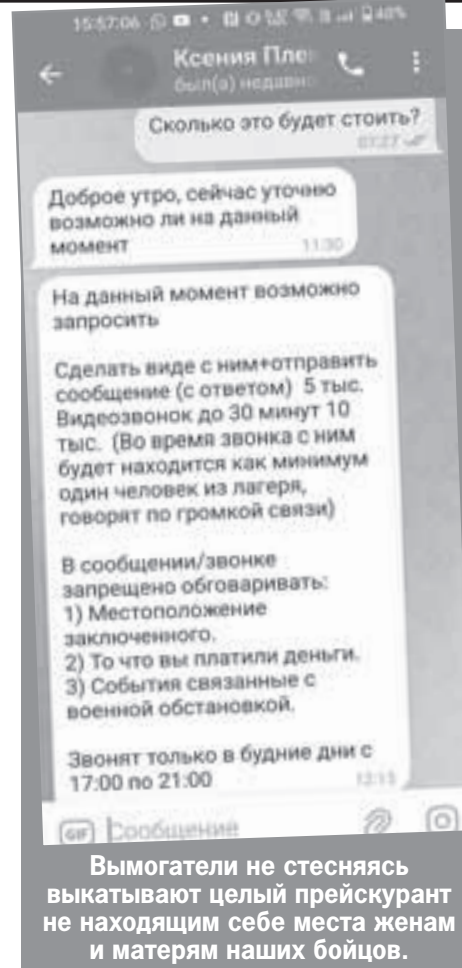 15:57:06
48%
Ксения Пле
был(а) недавно
Сколько это будет стоить?
07:27
Доброе утро, сейчас уточню
возможно ли на данный
момент
11:30
На данный момент возможно
запросить
Сделать виде с ним+отправить
сообщение (с ответом) 5 тыс.
Видеозвонок до 30 минут 10
тыс. (Во время звонка с ним
будет находится как минимум
один человек из лагеря,
говорят по громкой связи)
В сообщении/звонке
запрещено обговаривать:
1) Местоположение
заключенного.
2) То что вы платили деньги.
3) События связанные с
военной обстановкой.
Звонят только в будние дни с
17:00 по 21:00
12:13
GIF Сообщение
Вымогатели не стесняясь
выкатывают целый прейскурант
не находящим себе места женам
и матерям наших бойцов.